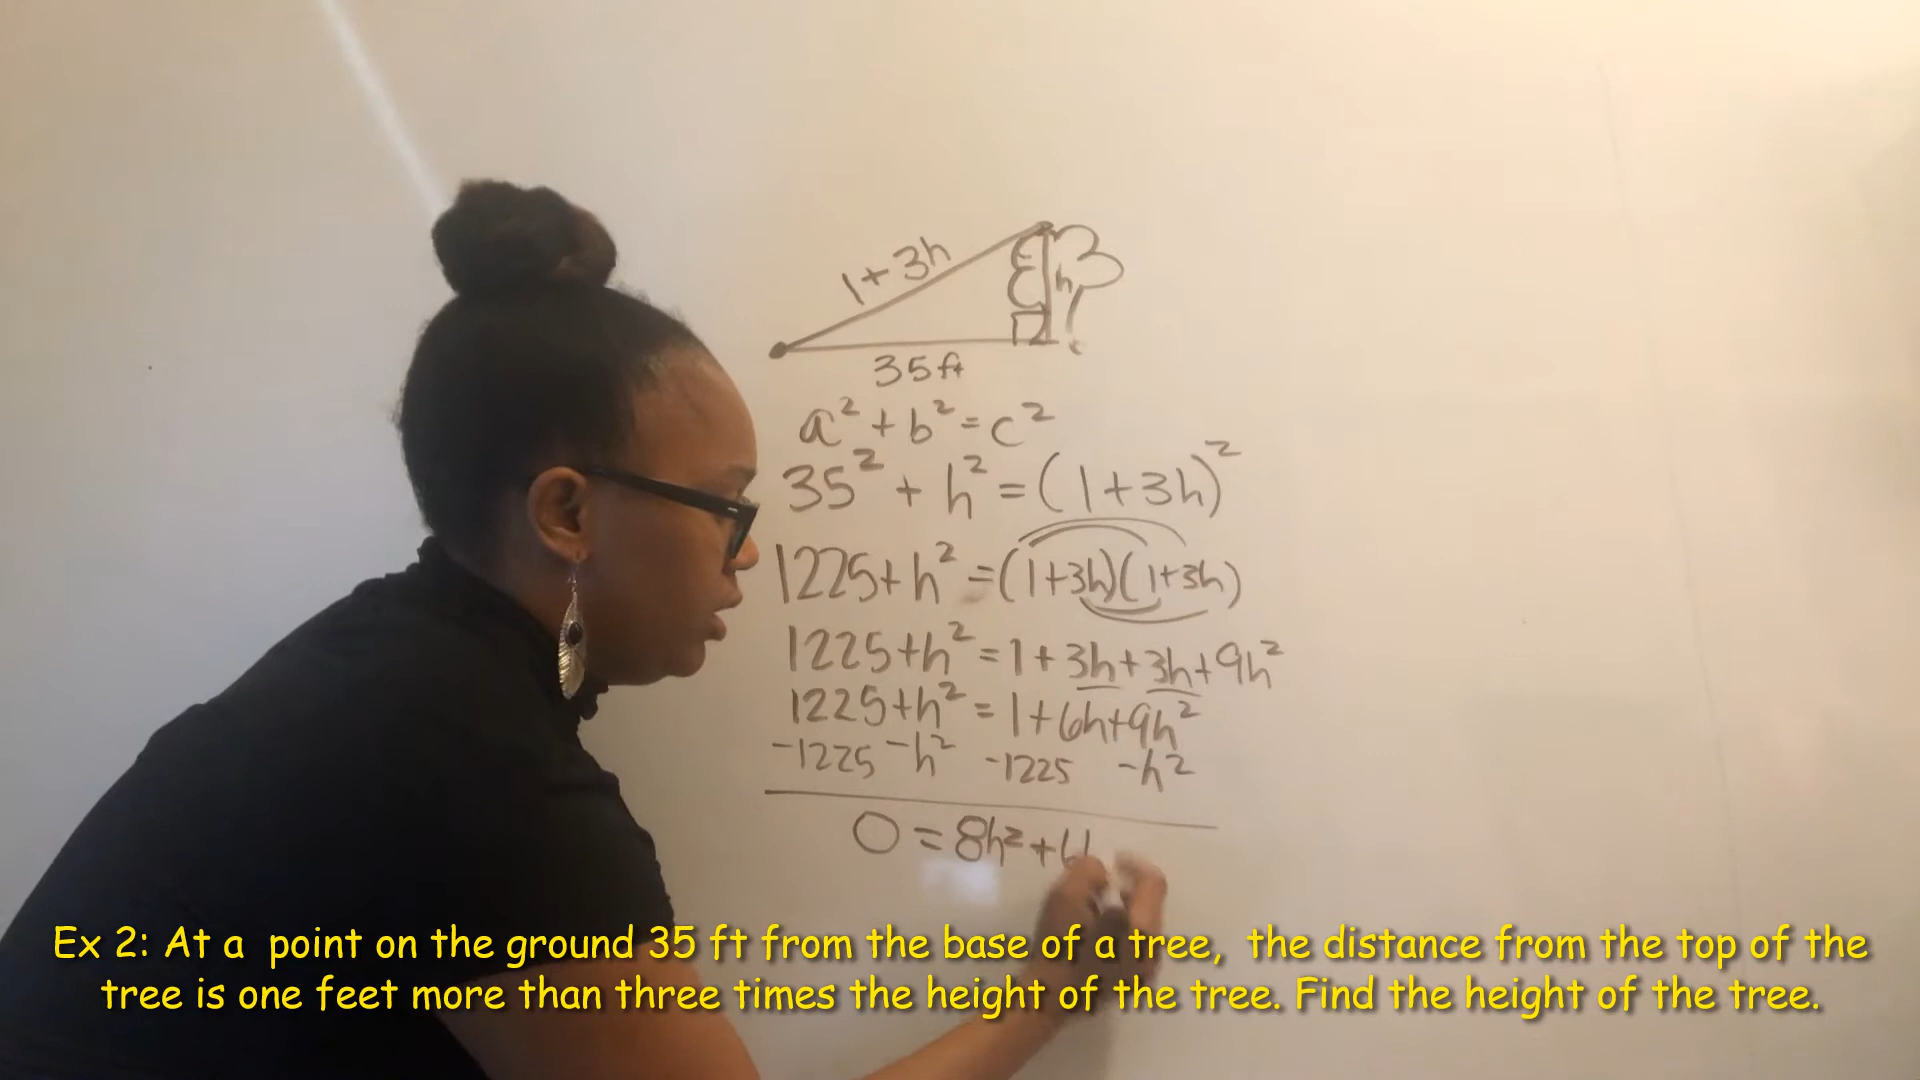 1+3h
h
35ft
a² + b² = c²
35² + h² = (1+3h)²
1225+h² = (1+3h)(1+3h)
1225+h² = 1+3h+3h+9h²
1225+h² = 1+6h+9h²
-1225 -h² -1225 -h²
0 = 8h² + 6
Ex 2: At a point on the ground 35 ft from the base of a tree, the distance from the top of the
tree is one feet more than three times the height of the tree. Find the height of the tree.